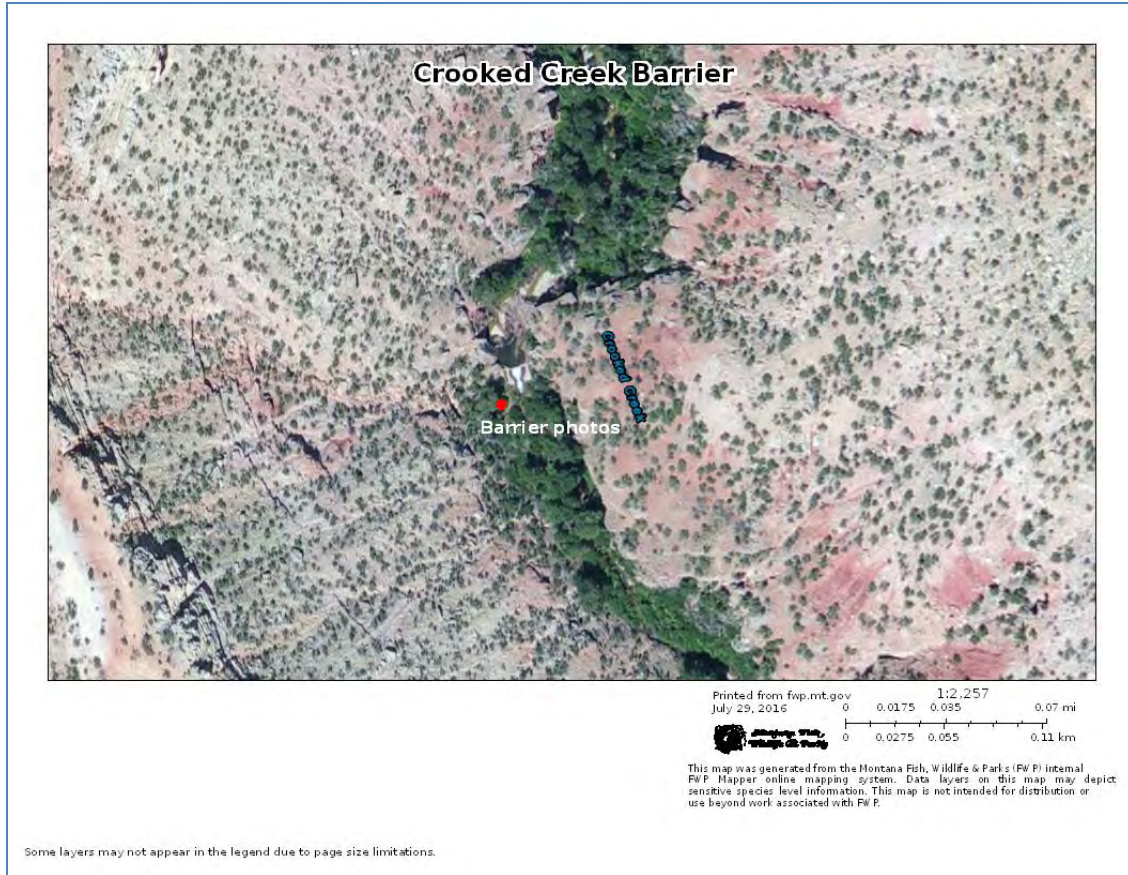 Crooked Creek Barrier
Crooked Creek
Barrier photos
Printed from fwp.mt.gov
July 29, 2016
1:2,257
0 0.0175 0.035 0.07 mi
0 0.0275 0.055 0.11 km
Montana Fish,
Wildlife & Parks
This map was generated from the Montana Fish, Wildlife & Parks (FWP) internal
FWP Mapper online mapping system. Data layers on this map may depict
sensitive species level information. This map is not intended for distribution or
use beyond work associated with FWP.
Some layers may not appear in the legend due to page size limitations.